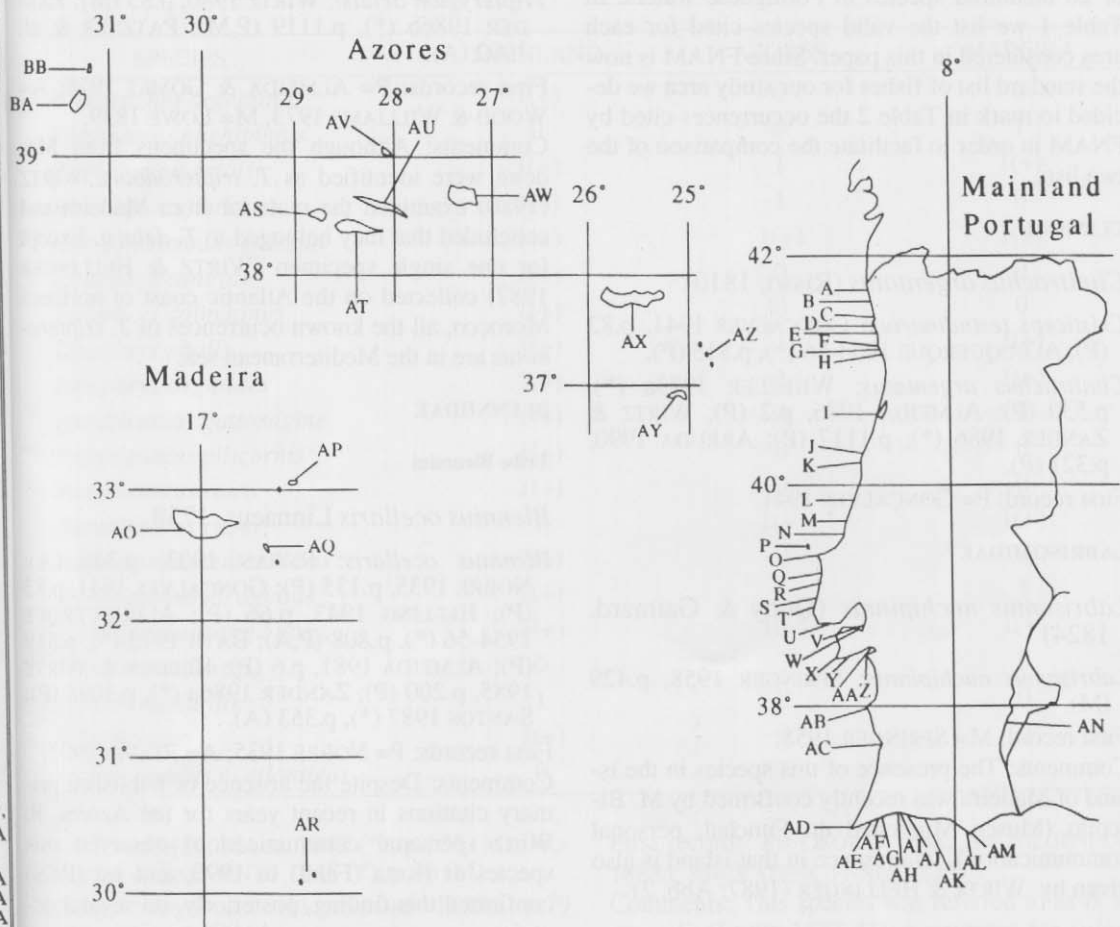 31° 30°
Azores
BB
BA
29° 28° 27°
AV AU
39°
AS
AW
38°
AT
26° 25°
AX
AZ
37°
AY
Madeira
17°
AP
33°
AO
AQ
32°
31°
AR
30°
8°
Mainland
Portugal
42°
A
B
C
D
E F
G
H
I
J
K
40°
L
M
N
P
O
Q
R
S
T
U V
W
X Y
AA Z
38°
AB
AC
AN
AD
AE AF AG AH AI AJ AK AL AM